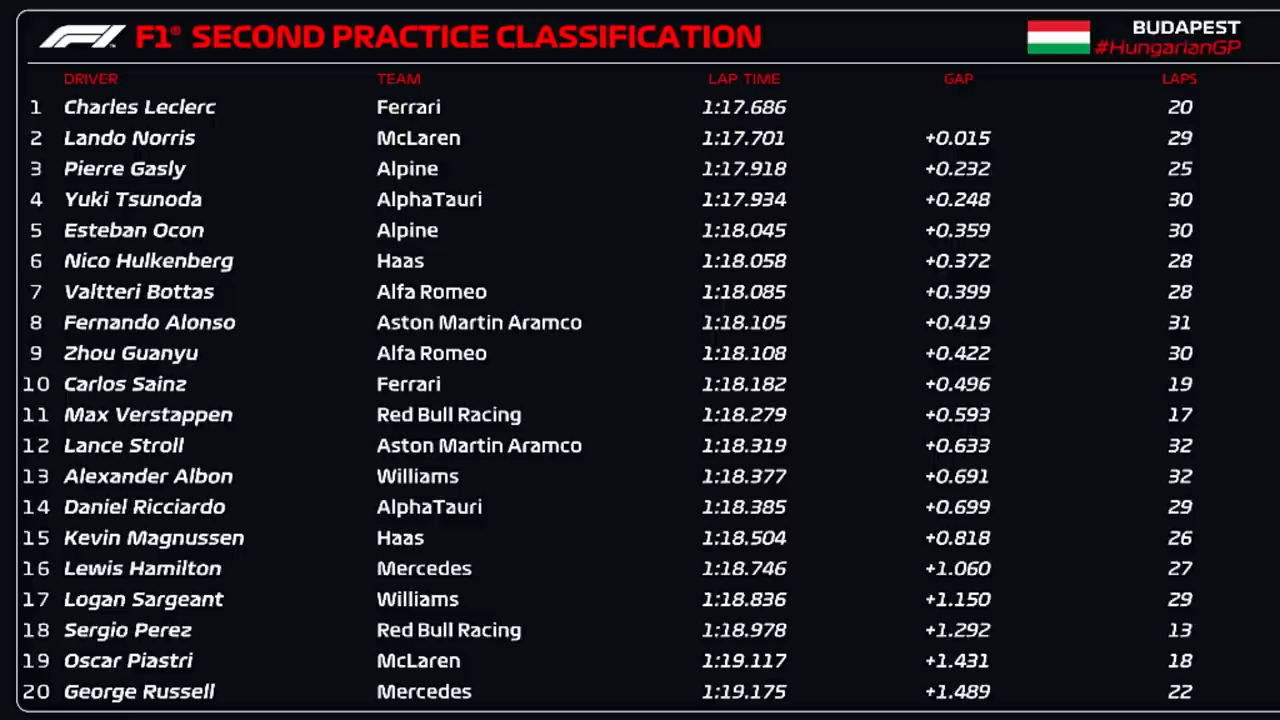 F1® SECOND PRACTICE CLASSIFICATION BUDAPEST
#HungarianGP
DRIVER TEAM LAP TIME GAP LAPS
1 Charles Leclerc Ferrari 1:17.686 20
2 Lando Norris McLaren 1:17.701 +0.015 29
3 Pierre Gasly Alpine 1:17.918 +0.232 25
4 Yuki Tsunoda AlphaTauri 1:17.934 +0.248 30
5 Esteban Ocon Alpine 1:18.045 +0.359 30
6 Nico Hulkenberg Haas 1:18.058 +0.372 28
7 Valtteri Bottas Alfa Romeo 1:18.085 +0.399 28
8 Fernando Alonso Aston Martin Aramco 1:18.105 +0.419 31
9 Zhou Guanyu Alfa Romeo 1:18.108 +0.422 30
10 Carlos Sainz Ferrari 1:18.182 +0.496 19
11 Max Verstappen Red Bull Racing 1:18.279 +0.593 17
12 Lance Stroll Aston Martin Aramco 1:18.319 +0.633 32
13 Alexander Albon Williams 1:18.377 +0.691 32
14 Daniel Ricciardo AlphaTauri 1:18.385 +0.699 29
15 Kevin Magnussen Haas 1:18.504 +0.818 26
16 Lewis Hamilton Mercedes 1:18.746 +1.060 27
17 Logan Sargeant Williams 1:18.836 +1.150 29
18 Sergio Perez Red Bull Racing 1:18.978 +1.292 13
19 Oscar Piastri McLaren 1:19.117 +1.431 18
20 George Russell Mercedes 1:19.175 +1.489 22